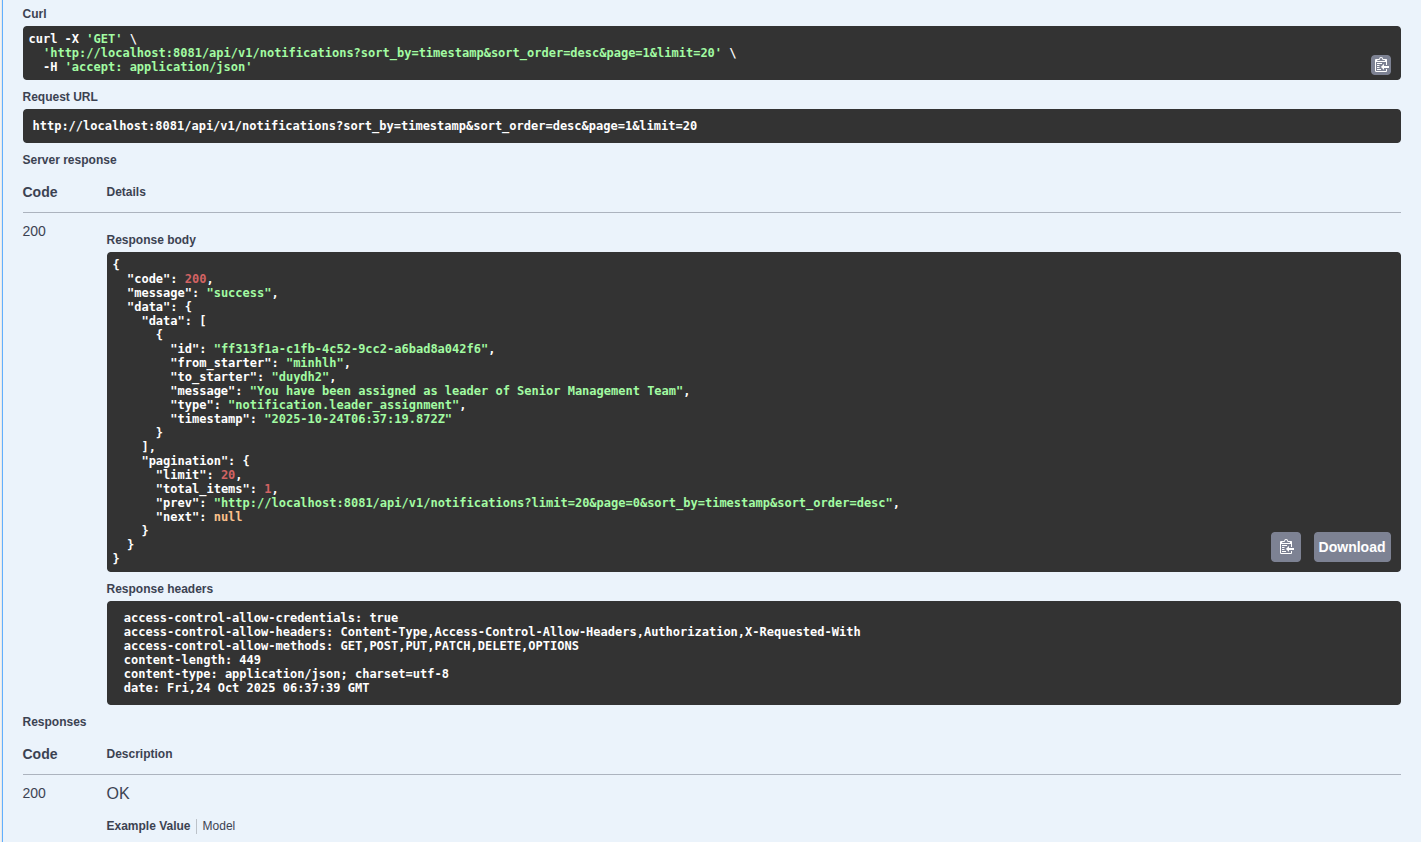 Curl
curl -X 'GET' \
  'http://localhost:8081/api/v1/notifications?sort_by=timestamp&sort_order=desc&page=1&limit=20' \
  -H 'accept: application/json'
Request URL
http://localhost:8081/api/v1/notifications?sort_by=timestamp&sort_order=desc&page=1&limit=20
Server response
Code Details
200
Response body
{
  "code": 200,
  "message": "success",
  "data": {
    "data": [
      {
        "id": "ff313f1a-c1fb-4c52-9cc2-a6bad8a042f6",
        "from_starter": "minhlh",
        "to_starter": "duydh2",
        "message": "You have been assigned as leader of Senior Management Team",
        "type": "notification.leader_assignment",
        "timestamp": "2025-10-24T06:37:19.872Z"
      }
    ],
    "pagination": {
      "limit": 20,
      "total_items": 1,
      "prev": "http://localhost:8081/api/v1/notifications?limit=20&page=0&sort_by=timestamp&sort_order=desc",
      "next": null
    }
  }
}
Download
Response headers
access-control-allow-credentials: true
access-control-allow-headers: Content-Type,Access-Control-Allow-Headers,Authorization,X-Requested-With
access-control-allow-methods: GET,POST,PUT,PATCH,DELETE,OPTIONS
content-length: 449
content-type: application/json; charset=utf-8
date: Fri,24 Oct 2025 06:37:39 GMT
Responses
Code Description
200 OK
Example Value Model